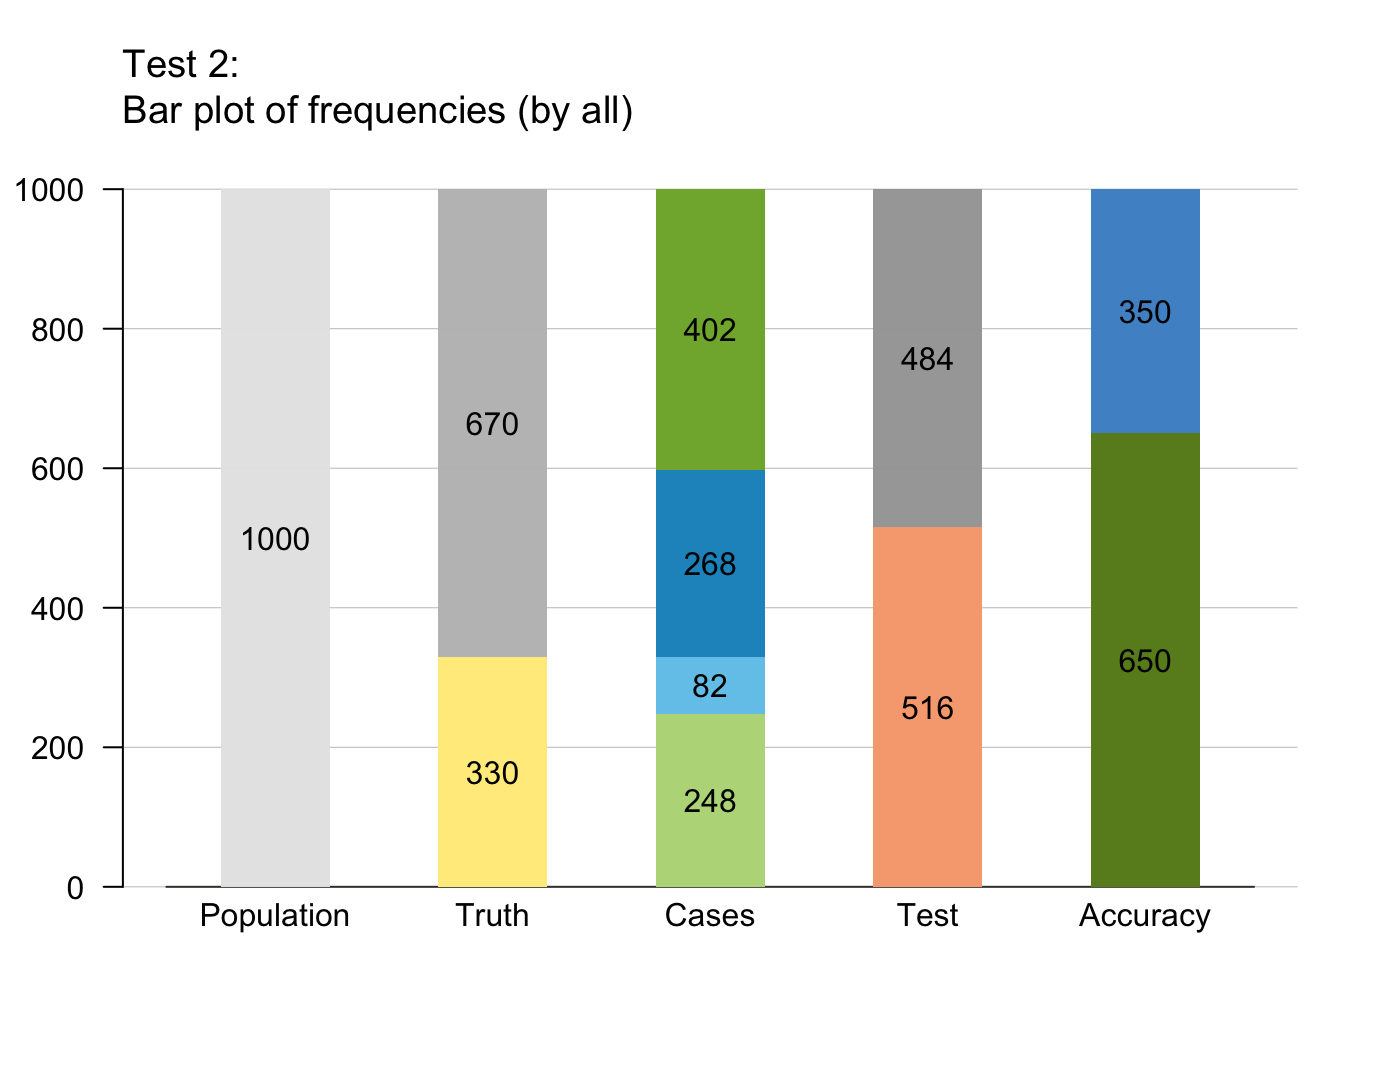 Test 2:
Bar plot of frequencies (by all)
1000
800
600
400
200
0
1000
670
330
402
268
82
248
484
516
350
650
Population
Truth
Cases
Test
Accuracy